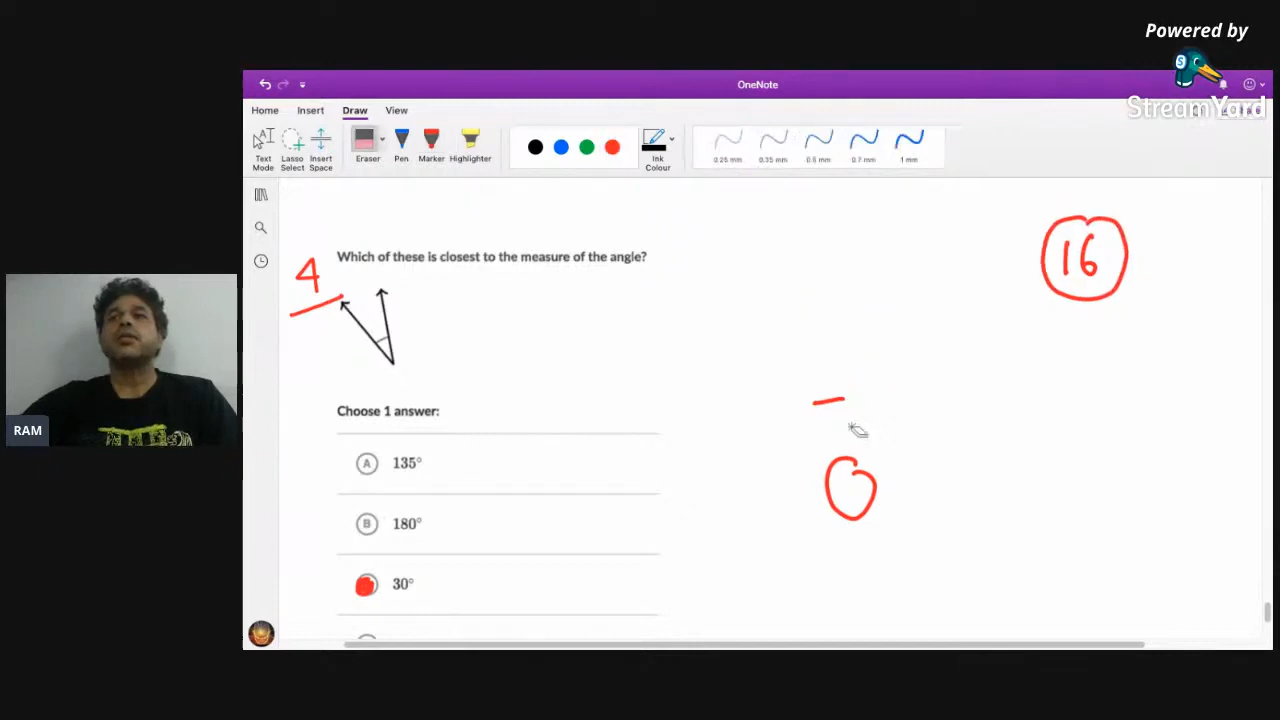 Powered by
StreamYard
OneNote
Home Insert Draw View
Text Mode
Lasso Select
Insert Space
Eraser
Pen
Marker
Highlighter
Ink Colour
0.25 mm
0.35 mm
0.5 mm
0.7 mm
1 mm
16
4
Which of these is closest to the measure of the angle?
Choose 1 answer:
A 135°
B 180°
30°
RAM